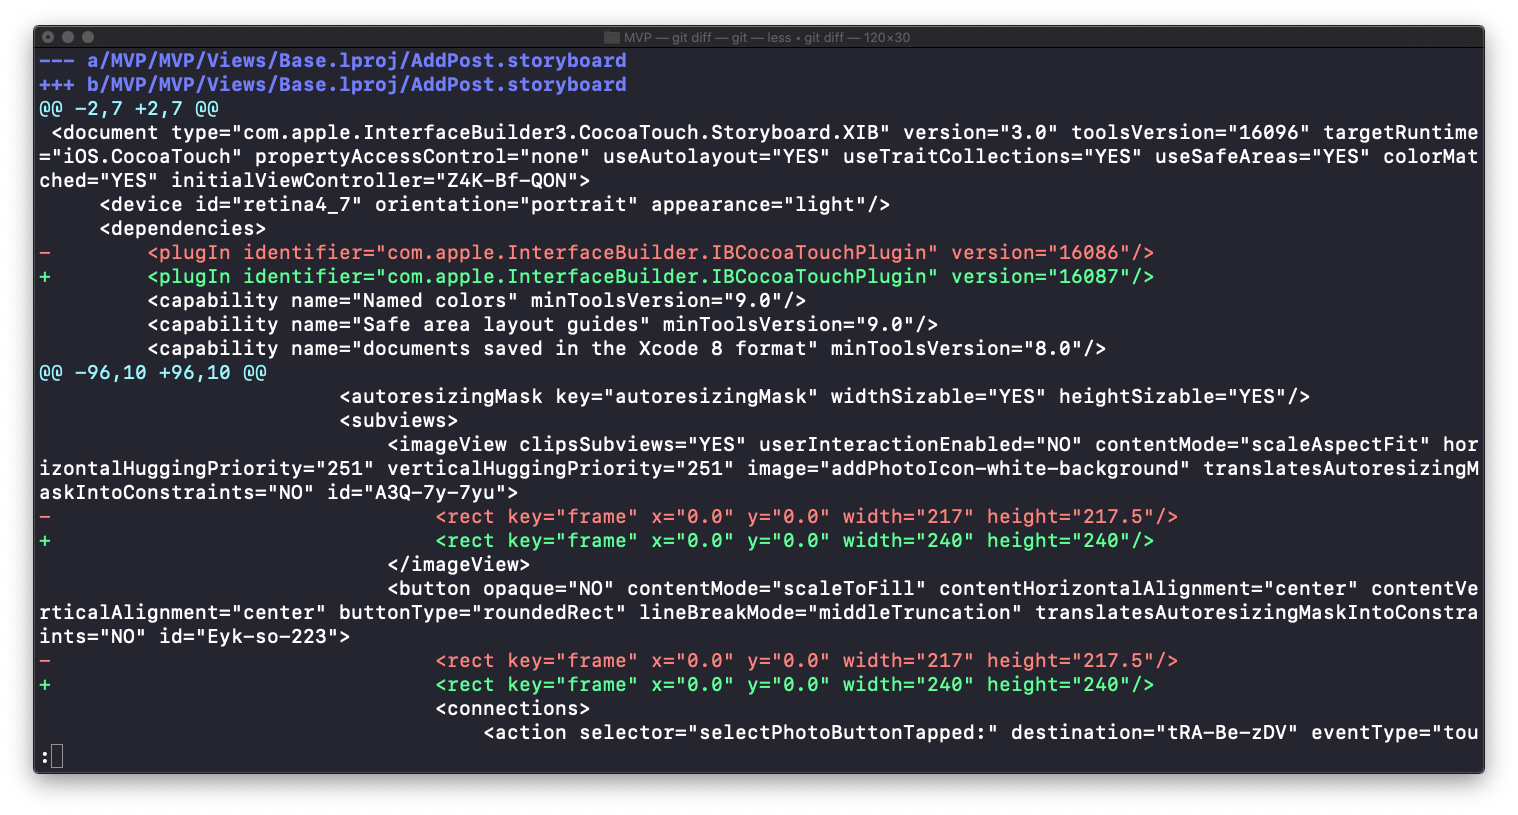 MVP — git diff — git — less • git diff — 120×30
--- a/MVP/MVP/Views/Base.lproj/AddPost.storyboard
+++ b/MVP/MVP/Views/Base.lproj/AddPost.storyboard
@@ -2,7 +2,7 @@
<document type="com.apple.InterfaceBuilder3.CocoaTouch.Storyboard.XIB" version="3.0" toolsVersion="16096" targetRuntime
="iOS.CocoaTouch" propertyAccessControl="none" useAutolayout="YES" useTraitCollections="YES" useSafeAreas="YES" colorMat
ched="YES" initialViewController="Z4K-Bf-QON">
<device id="retina4_7" orientation="portrait" appearance="light"/>
<dependencies>
-        <plugIn identifier="com.apple.InterfaceBuilder.IBCocoaTouchPlugin" version="16086"/>
+        <plugIn identifier="com.apple.InterfaceBuilder.IBCocoaTouchPlugin" version="16087"/>
<capability name="Named colors" minToolsVersion="9.0"/>
<capability name="Safe area layout guides" minToolsVersion="9.0"/>
<capability name="documents saved in the Xcode 8 format" minToolsVersion="8.0"/>
@@ -96,10 +96,10 @@
<autoresizingMask key="autoresizingMask" widthSizable="YES" heightSizable="YES"/>
<subviews>
<imageView clipsSubviews="YES" userInteractionEnabled="NO" contentMode="scaleAspectFit" hor
izontalHuggingPriority="251" verticalHuggingPriority="251" image="addPhotoIcon-white-background" translatesAutoresizingM
askIntoConstraints="NO" id="A3Q-7y-7yu">
-                                <rect key="frame" x="0.0" y="0.0" width="217" height="217.5"/>
+                                <rect key="frame" x="0.0" y="0.0" width="240" height="240"/>
</imageView>
<button opaque="NO" contentMode="scaleToFill" contentHorizontalAlignment="center" contentVe
rticalAlignment="center" buttonType="roundedRect" lineBreakMode="middleTruncation" translatesAutoresizingMaskIntoConstra
ints="NO" id="Eyk-so-223">
-                                <rect key="frame" x="0.0" y="0.0" width="217" height="217.5"/>
+                                <rect key="frame" x="0.0" y="0.0" width="240" height="240"/>
<connections>
<action selector="selectPhotoButtonTapped:" destination="tRA-Be-zDV" eventType="tou
: